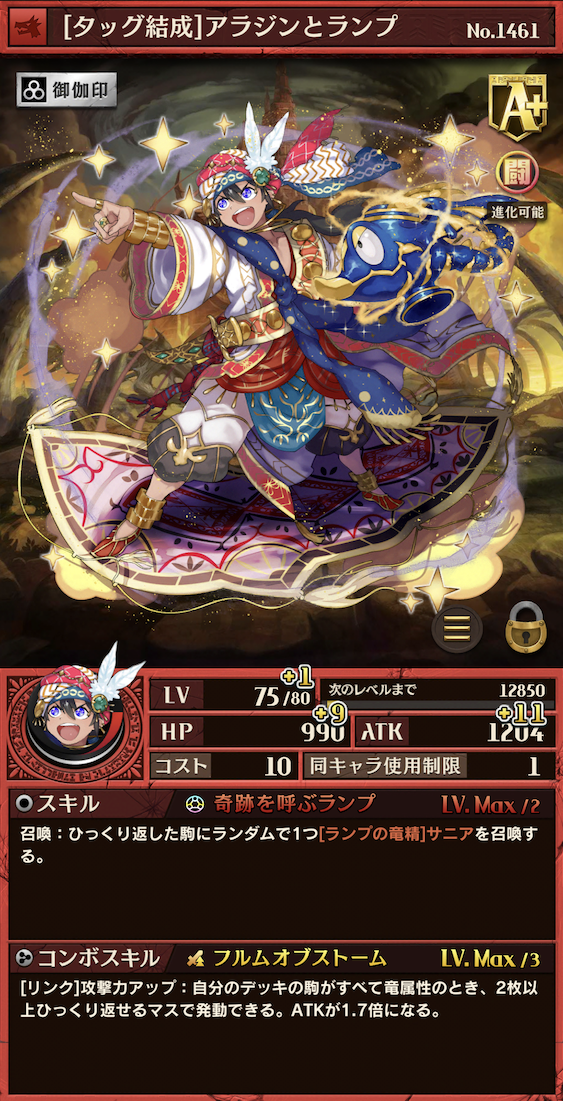 [タッグ結成]アラジンとランプ No.1461
御伽印
A+
闘
進化可能
LV 75/80 +1 次のレベルまで 12850
HP 990 +9 ATK 1204 +11
コスト 10 同キャラ使用制限 1
スキル 奇跡を呼ぶランプ LV. Max /2
召喚：ひっくり返した駒にランダムで1つ[ランプの竜精]サニアを召喚す
る。
コンボスキル フルムオブストーム LV. Max /3
[リンク]攻撃力アップ：自分のデッキの駒がすべて竜属性のとき、2枚以
上ひっくり返せるマスで発動できる。ATKが1.7倍になる。